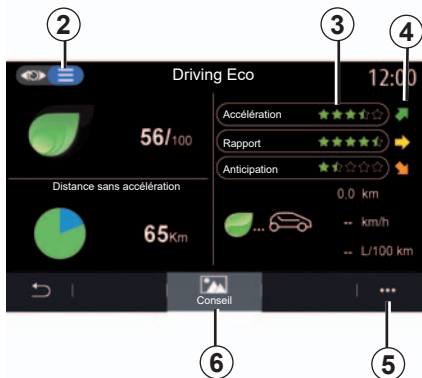 2
3
4
Driving Eco
12:00
Accélération
56/100
Rapport
Anticipation
Distance sans accélération
0,0 km
65Km
... -- km/h
-- L/100 km
Conseil
...
6
5